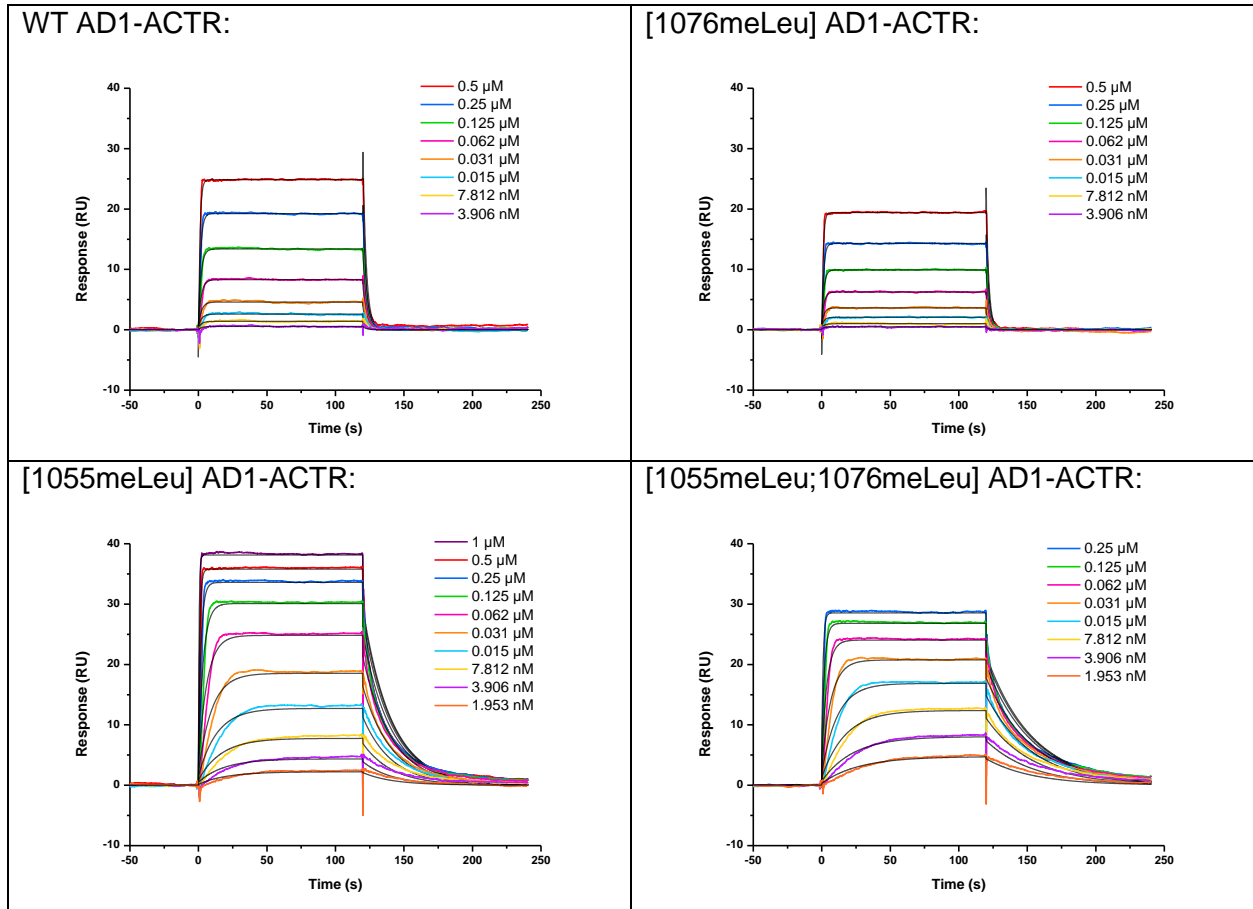 WT AD1-ACTR:
40
30
20
10
0
-10
-50
0
50
100
150
200
250
Response (RU)
Time (s)
0.5 µM
0.25 µM
0.125 µM
0.062 µM
0.031 µM
0.015 µM
7.812 nM
3.906 nM
[1076meLeu] AD1-ACTR:
40
30
20
10
0
-10
-50
0
50
100
150
200
250
Response (RU)
Time (s)
0.5 µM
0.25 µM
0.125 µM
0.062 µM
0.031 µM
0.015 µM
7.812 nM
3.906 nM
[1055meLeu] AD1-ACTR:
40
30
20
10
0
-10
-50
0
50
100
150
200
250
Response (RU)
Time (s)
1 µM
0.5 µM
0.25 µM
0.125 µM
0.062 µM
0.031 µM
0.015 µM
7.812 nM
3.906 nM
1.953 nM
[1055meLeu;1076meLeu] AD1-ACTR:
40
30
20
10
0
-10
-50
0
50
100
150
200
250
Response (RU)
Time (s)
0.25 µM
0.125 µM
0.062 µM
0.031 µM
0.015 µM
7.812 nM
3.906 nM
1.953 nM